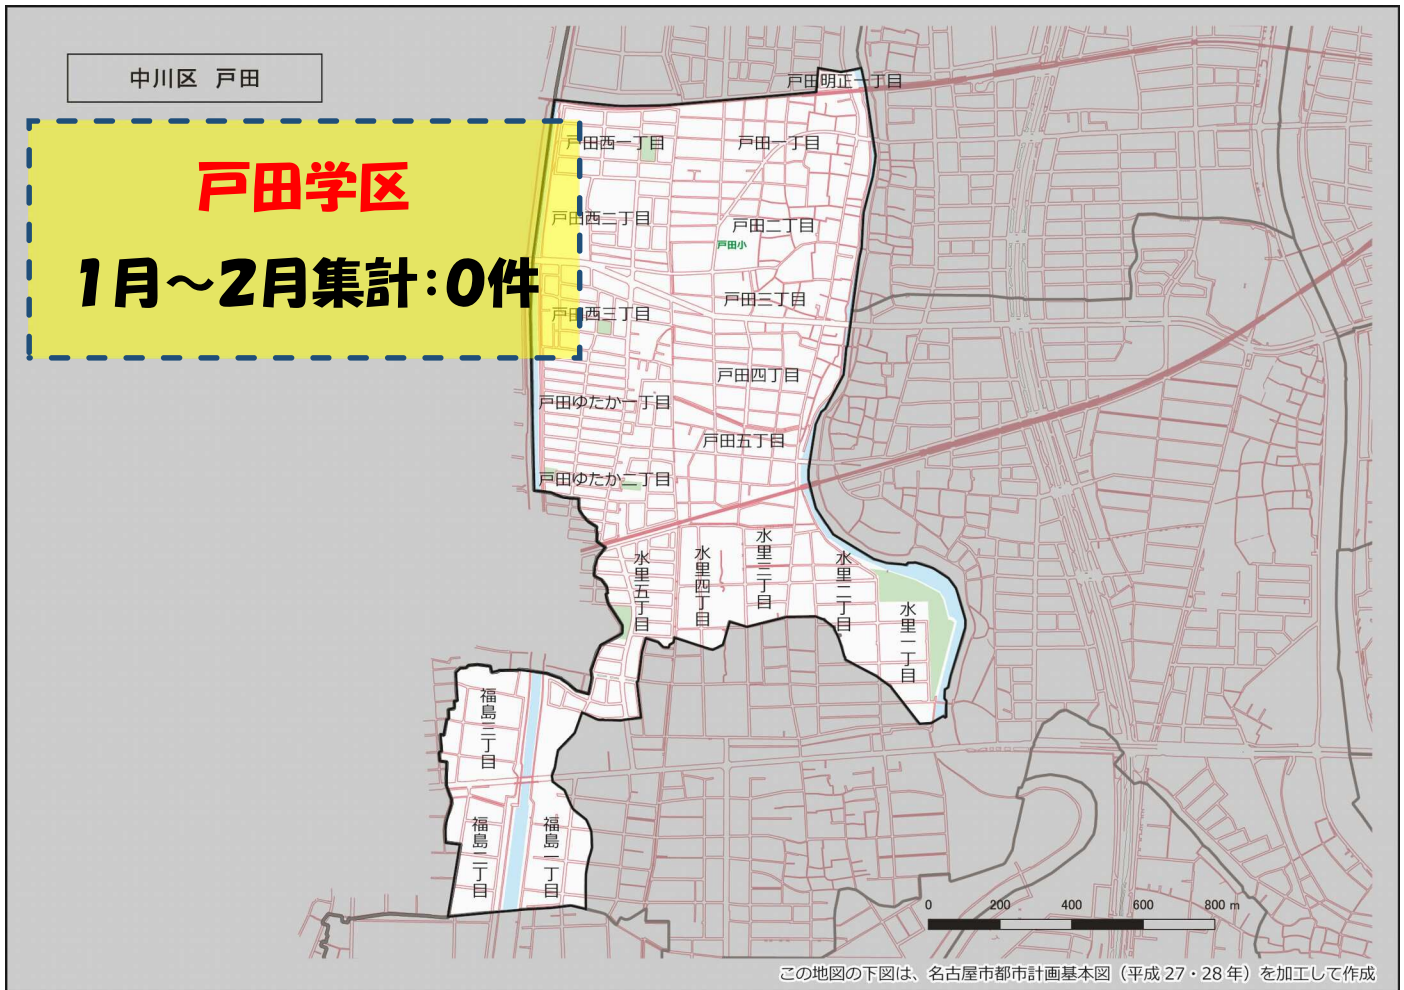 中川区 戸田
戸田学区
1月~2月集計:0件
戸田明正一丁目
戸田西一丁目
戸田一丁目
戸田西二丁目
戸田二丁目
戸田小
戸田三丁目
戸田西三丁目
戸田四丁目
戸田ゆたか一丁目
戸田五丁目
戸田ゆたか二丁目
水里五丁目
水里四丁目
水里三丁目
水里二丁目
水里一丁目
福島三丁目
福島二丁目
福島一丁目
0 200 400 600 800 m
この地図の下図は、名古屋市都市計画基本図(平成27・28年)を加工して作成